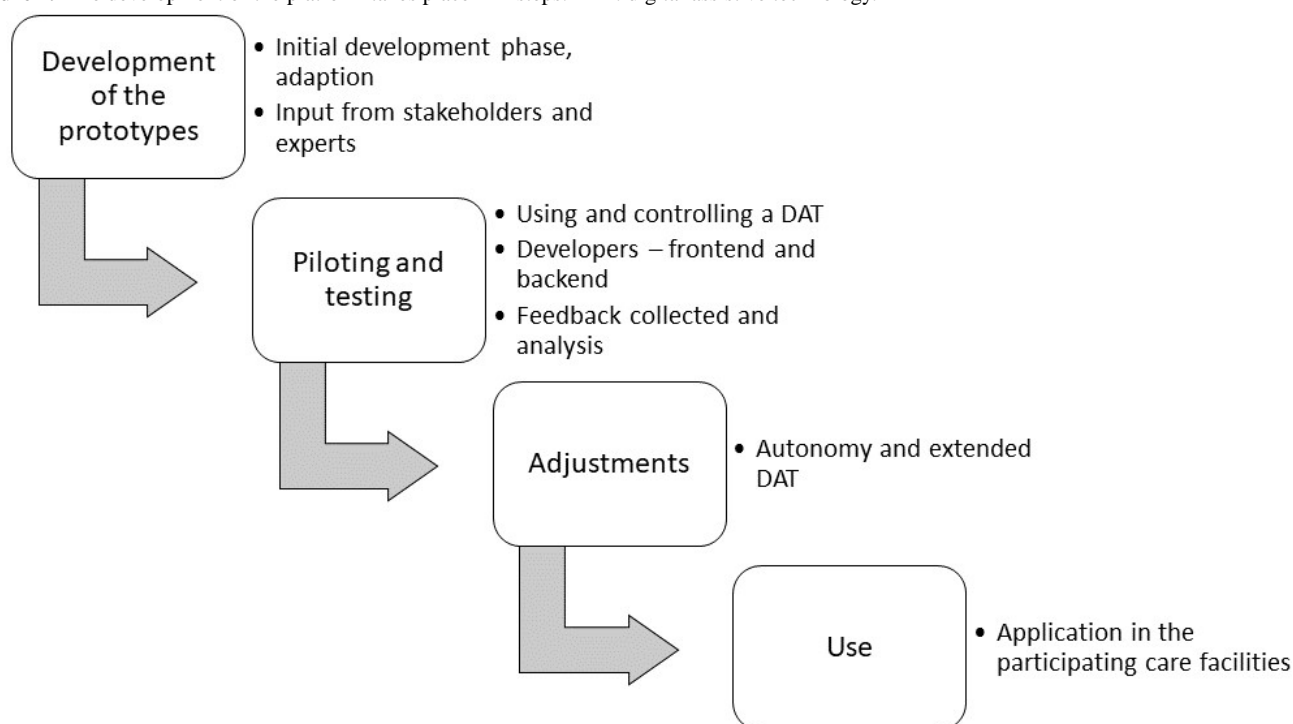 Development
of the
prototypes
• Initial development phase,
adaption
• Input from stakeholders and
experts
Piloting and
testing
• Using and controlling a DAT
• Developers – frontend and
backend
• Feedback collected and
analysis
Adjustments
• Autonomy and extended
DAT
Use
• Application in the
participating care facilities